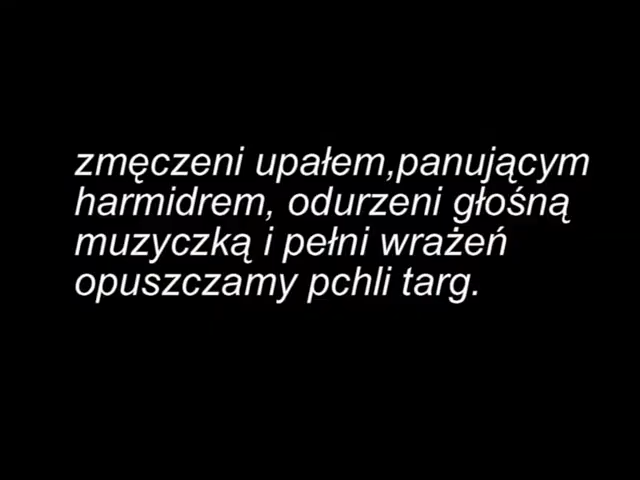 zmęczeni upałem,panującym
harmidrem, odurzeni głośną
muzyczką i pełni wrażeń
opuszczamy pchli targ.